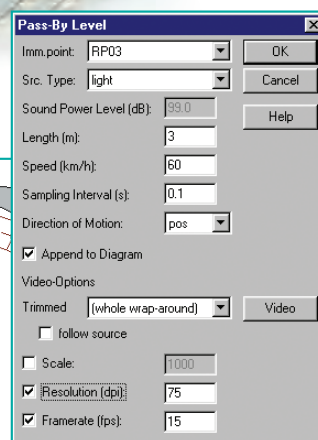 Pass-By Level
Imm.point: RP03 OK
Src. Type: light Cancel
Sound Power Level (dB): 99.0 Help
Length (m): 3
Speed (km/h): 60
Sampling Interval (s): 0.1
Direction of Motion: pos
Append to Diagram
Video-Options
Trimmed (whole wrap-around) Video
follow source
Scale: 1000
Resolution (dpi): 75
Framerate (fps): 15